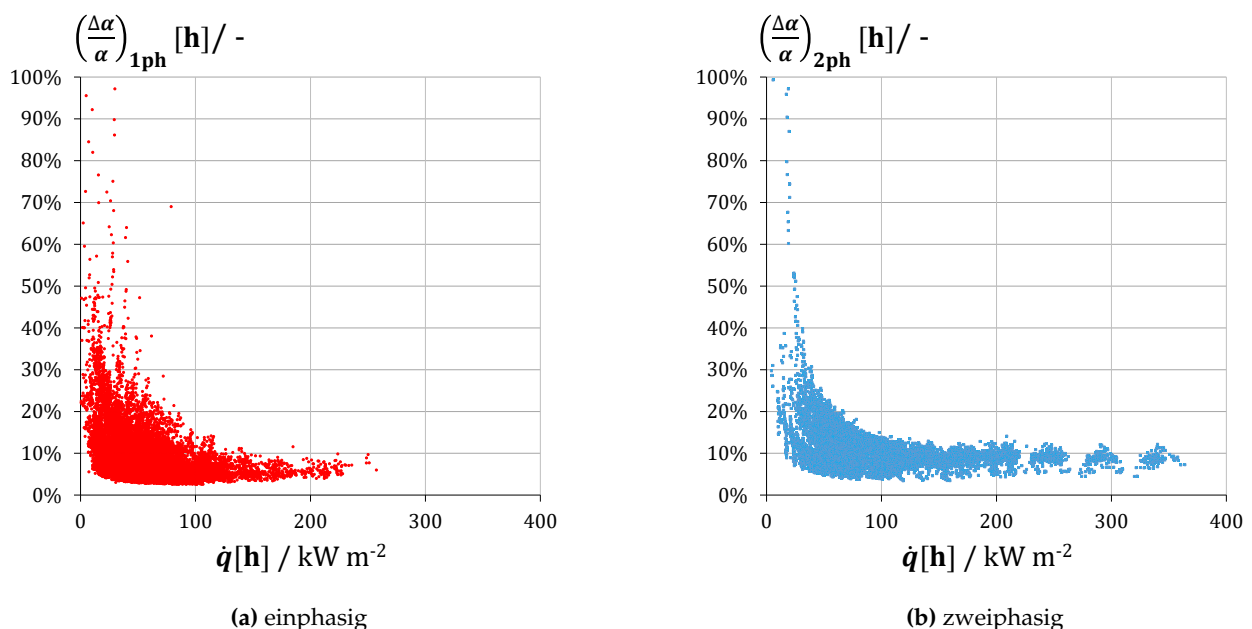 (Δα/α)1ph [h]/ -
100%
90%
80%
70%
60%
50%
40%
30%
20%
10%
0%
0 100 200 300 400
q̇[h] / kW m-2
(a) einphasig
(Δα/α)2ph [h]/ -
100%
90%
80%
70%
60%
50%
40%
30%
20%
10%
0%
0 100 200 300 400
q̇[h] / kW m-2
(b) zweiphasig